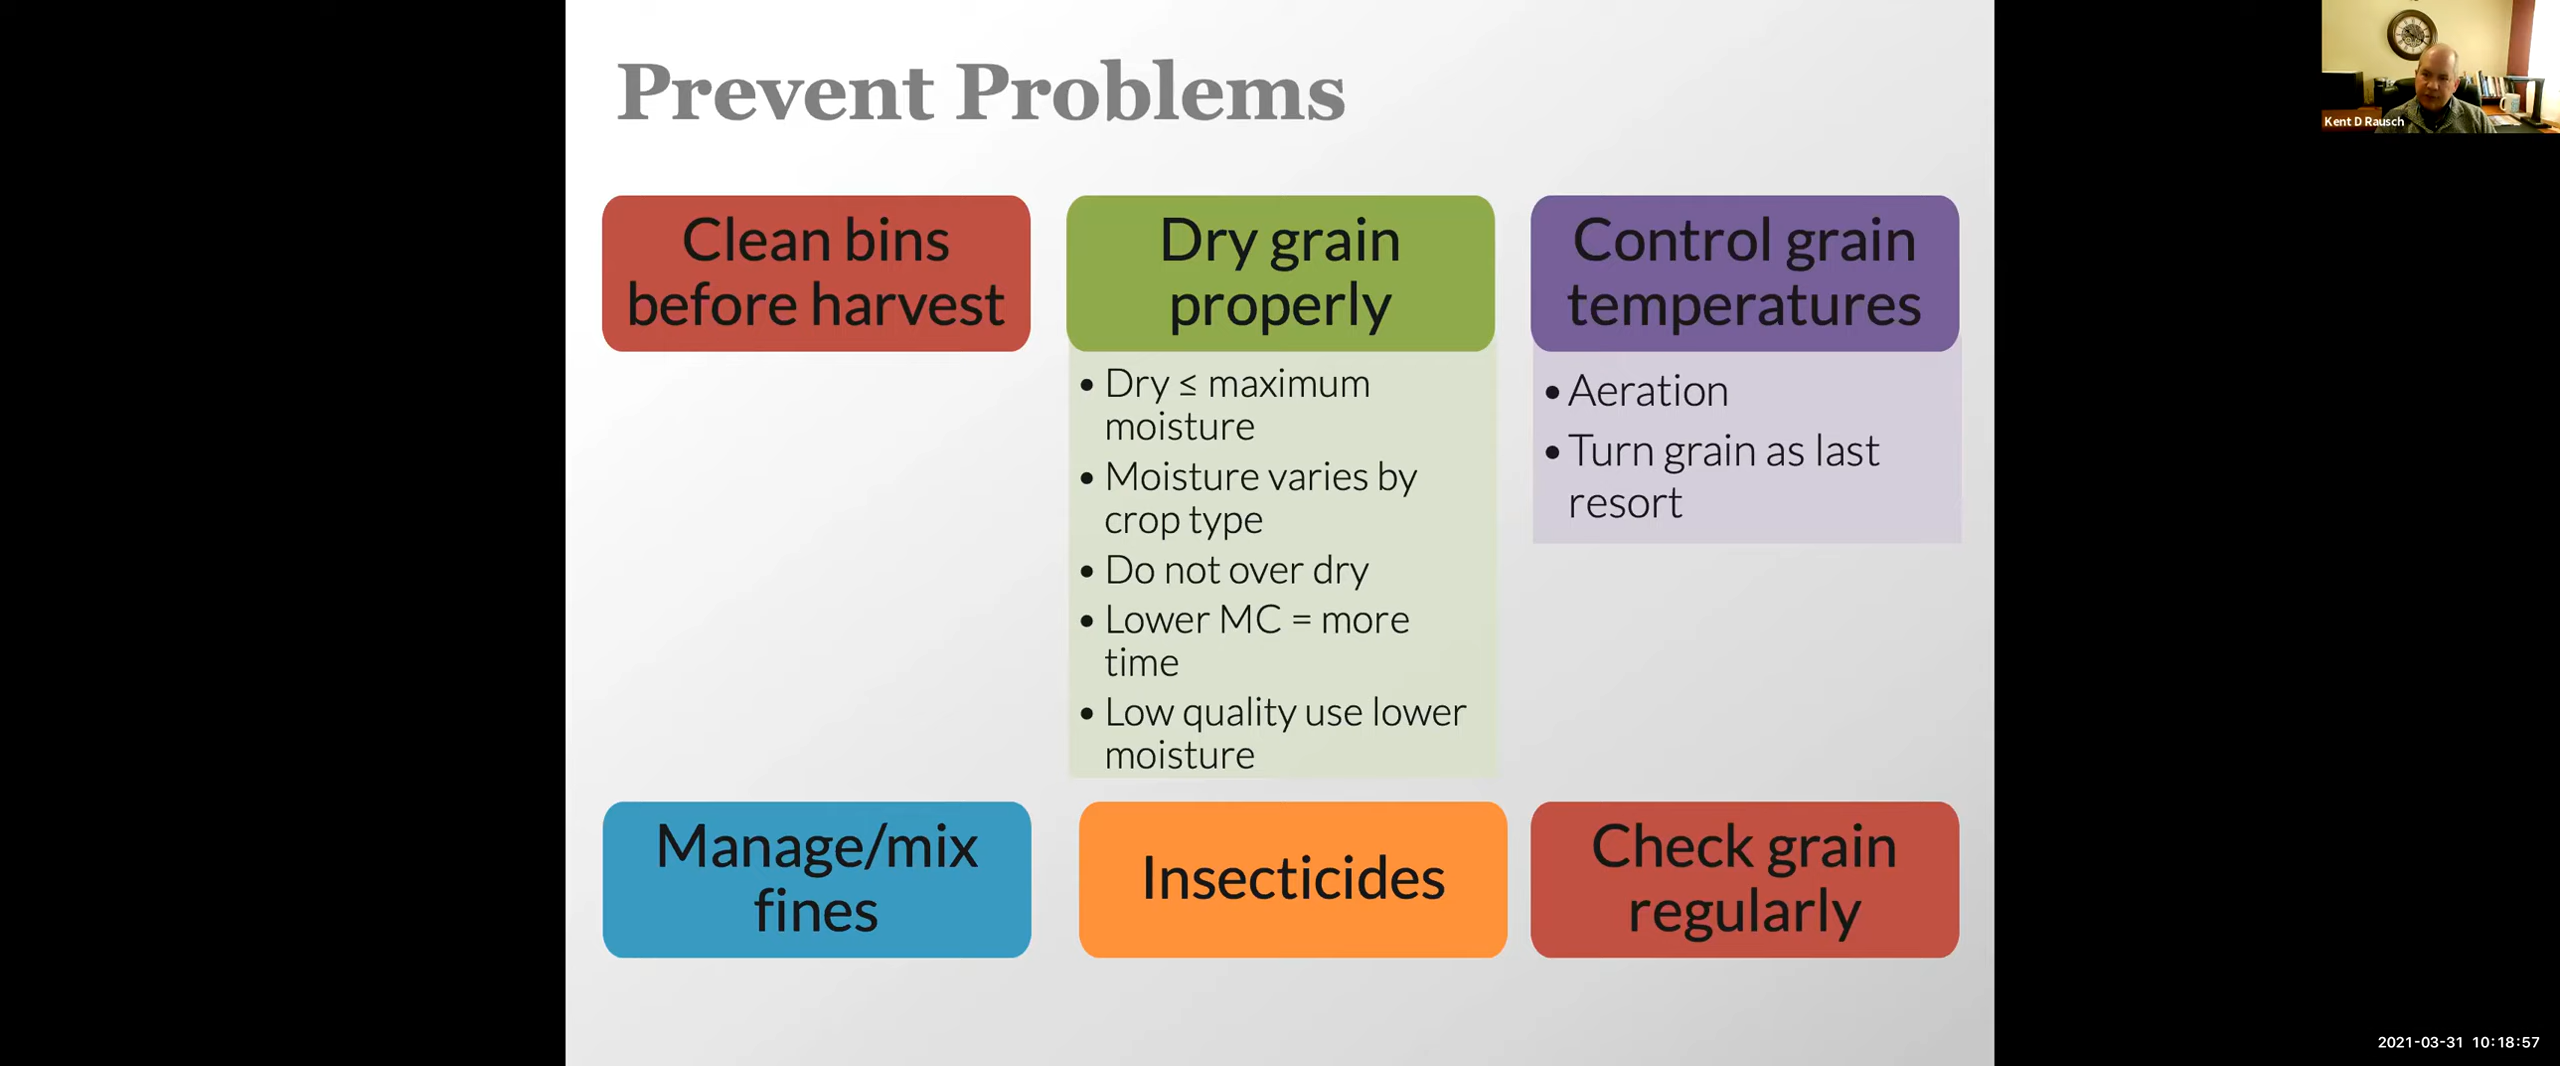 Prevent Problems
Kent D Rausch
Clean bins
before harvest
Dry grain
properly
• Dry ≤ maximum
moisture
• Moisture varies by
crop type
• Do not over dry
• Lower MC = more
time
• Low quality use lower
moisture
Control grain
temperatures
• Aeration
• Turn grain as last
resort
Manage/mix
fines
Insecticides
Check grain
regularly
2021-03-31 10:18:57